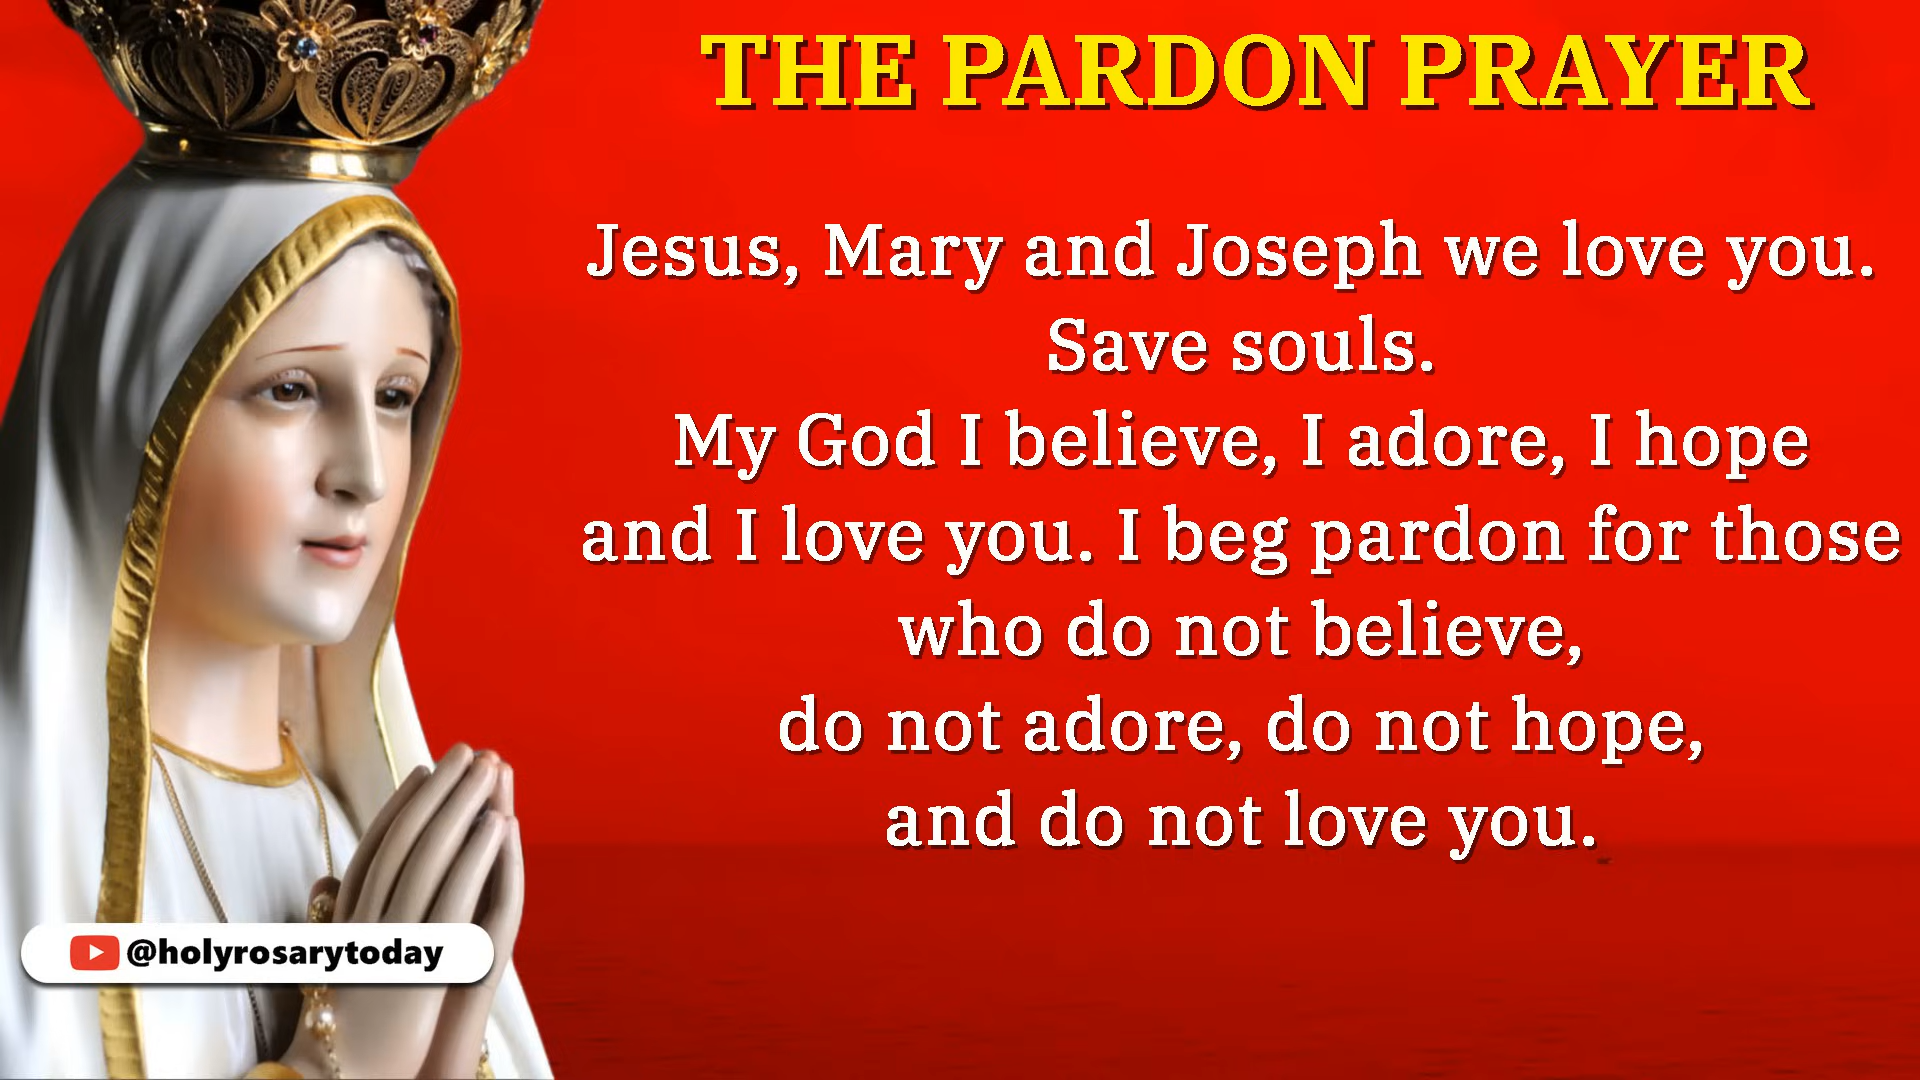 THE PARDON PRAYER
Jesus, Mary and Joseph we love you.
Save souls.
My God I believe, I adore, I hope
and I love you. I beg pardon for those
who do not believe,
do not adore, do not hope,
and do not love you.
@holyrosarytoday